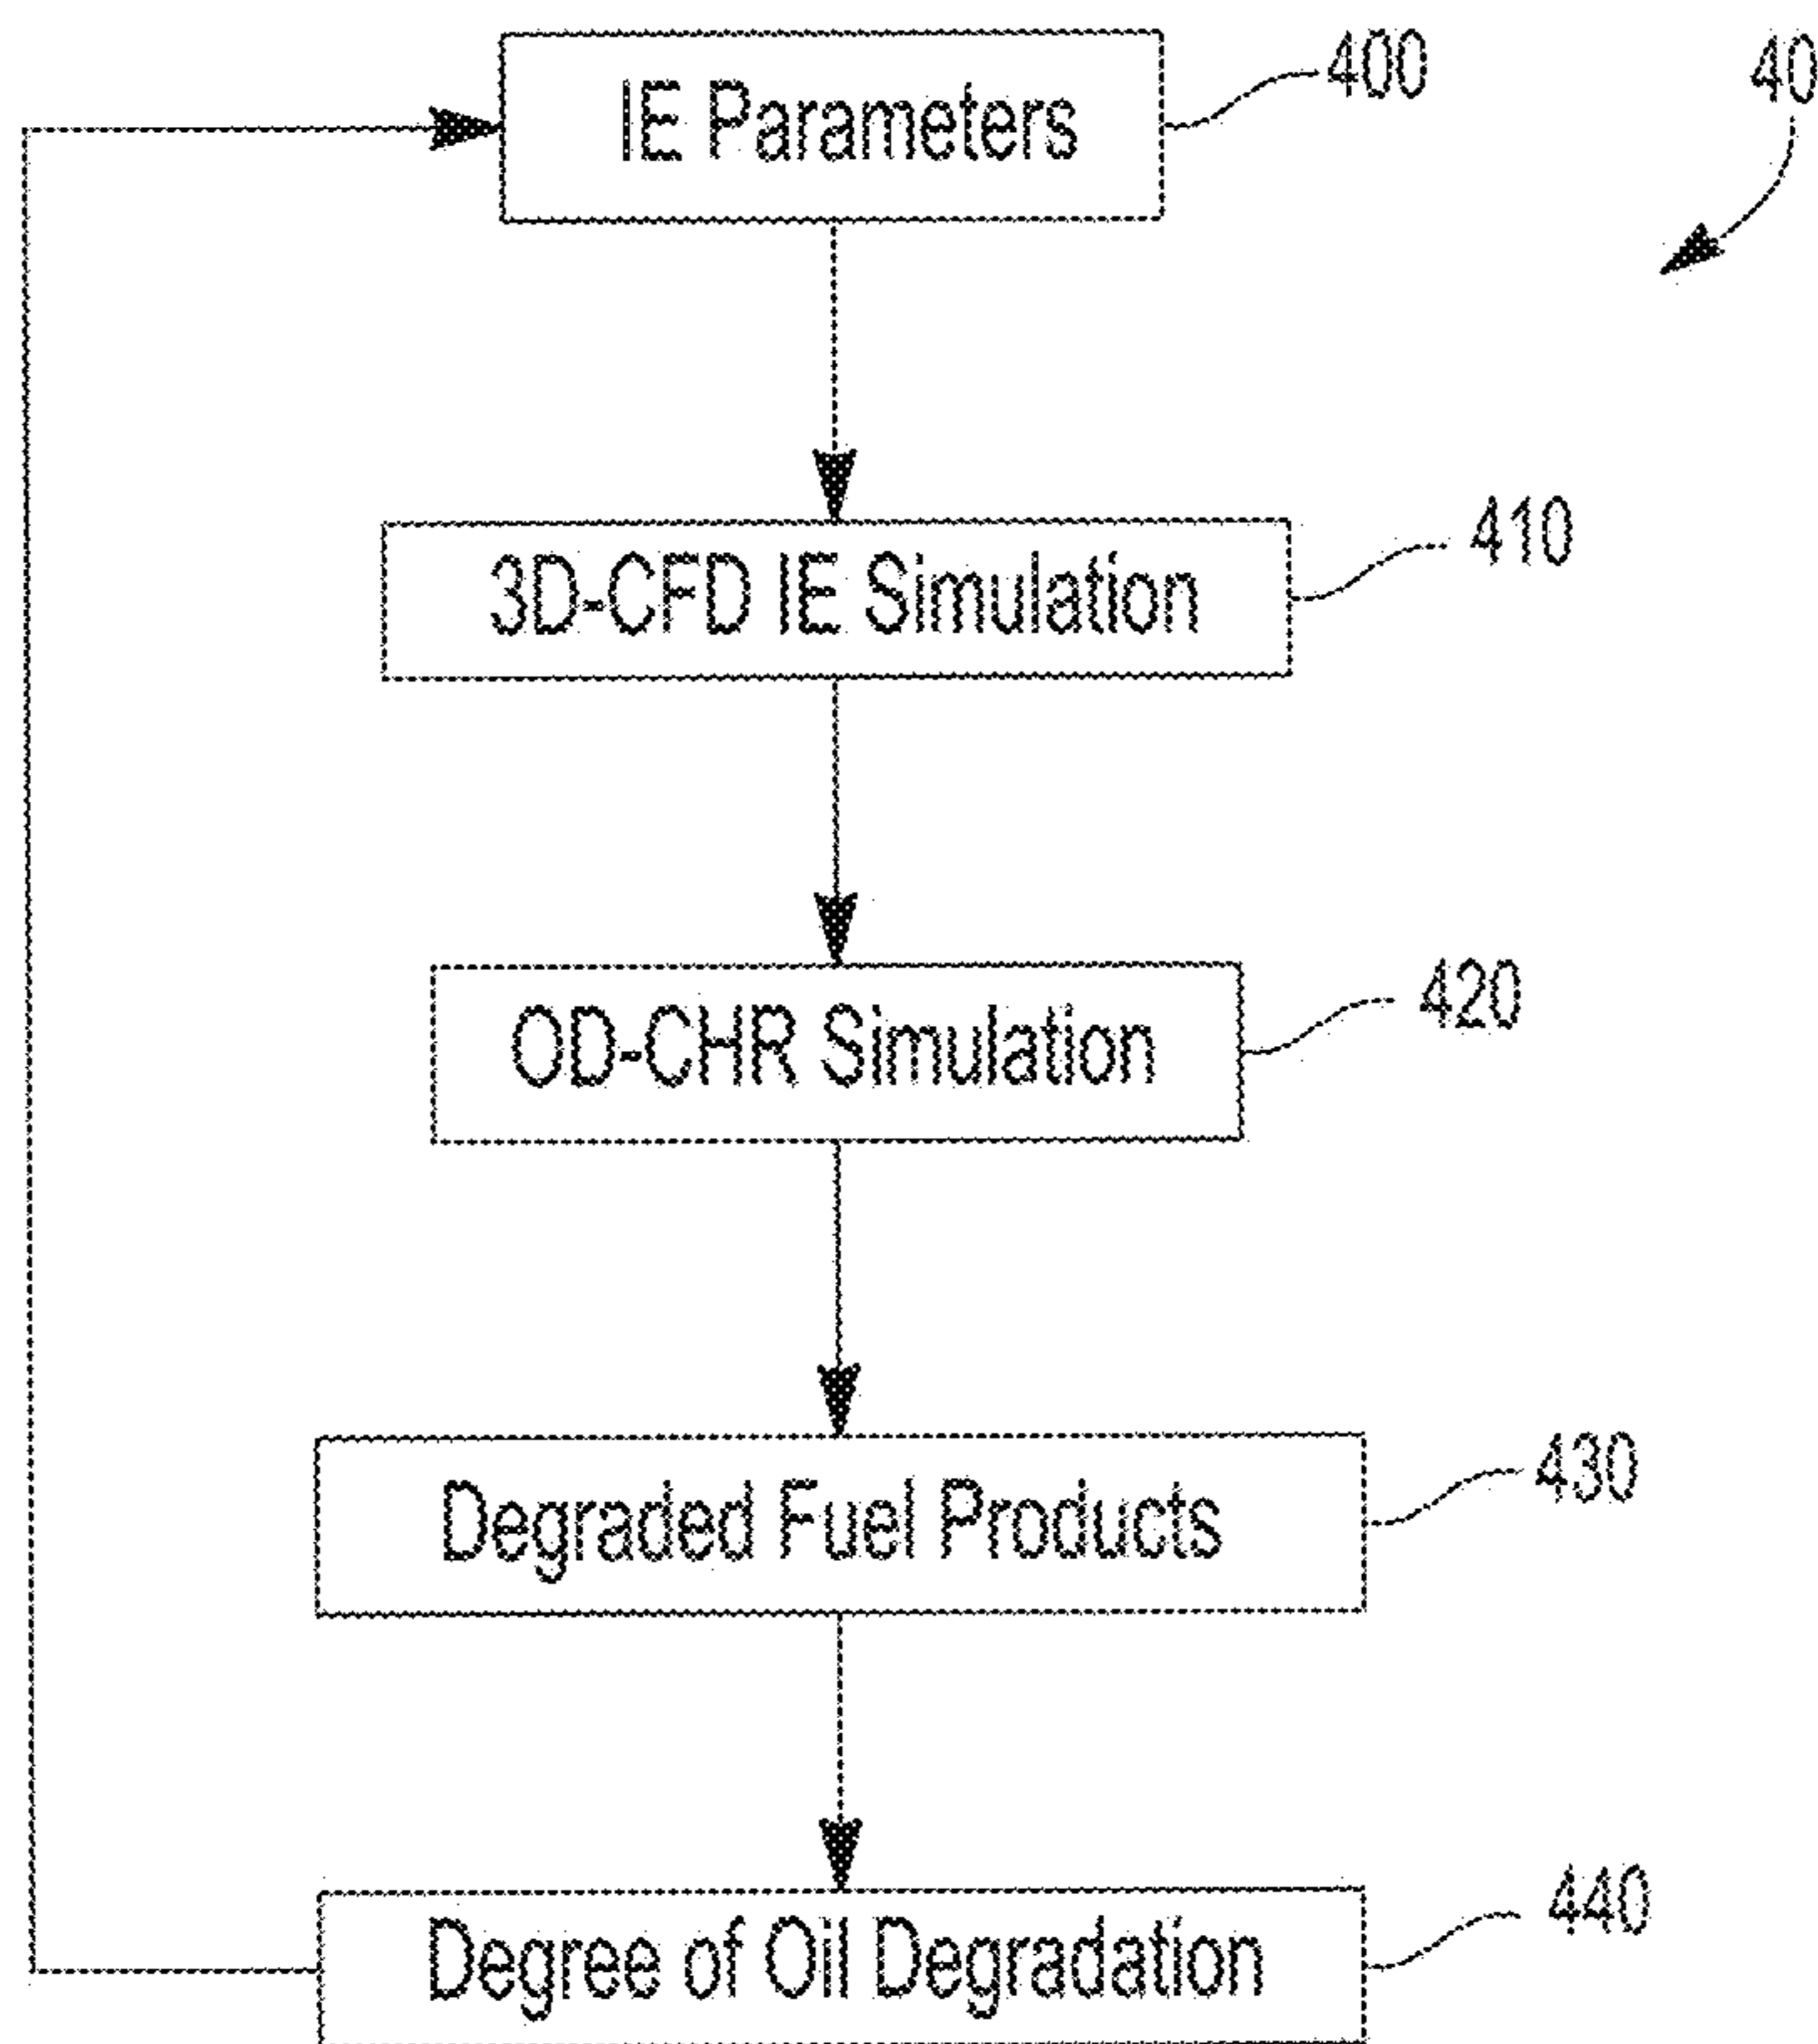 IE Parameters
400
40
3D-CFD IE Simulation
410
OD-CHR Simulation
420
Degraded Fuel Products
430
Degree of Oil Degradation
440